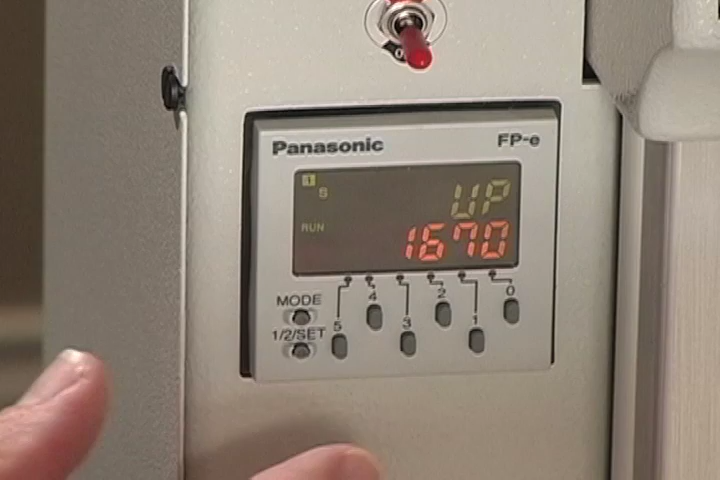 Panasonic FP-e
1 S UP
RUN 1670
MODE
1/2/SET
5 4 3 2 1 0